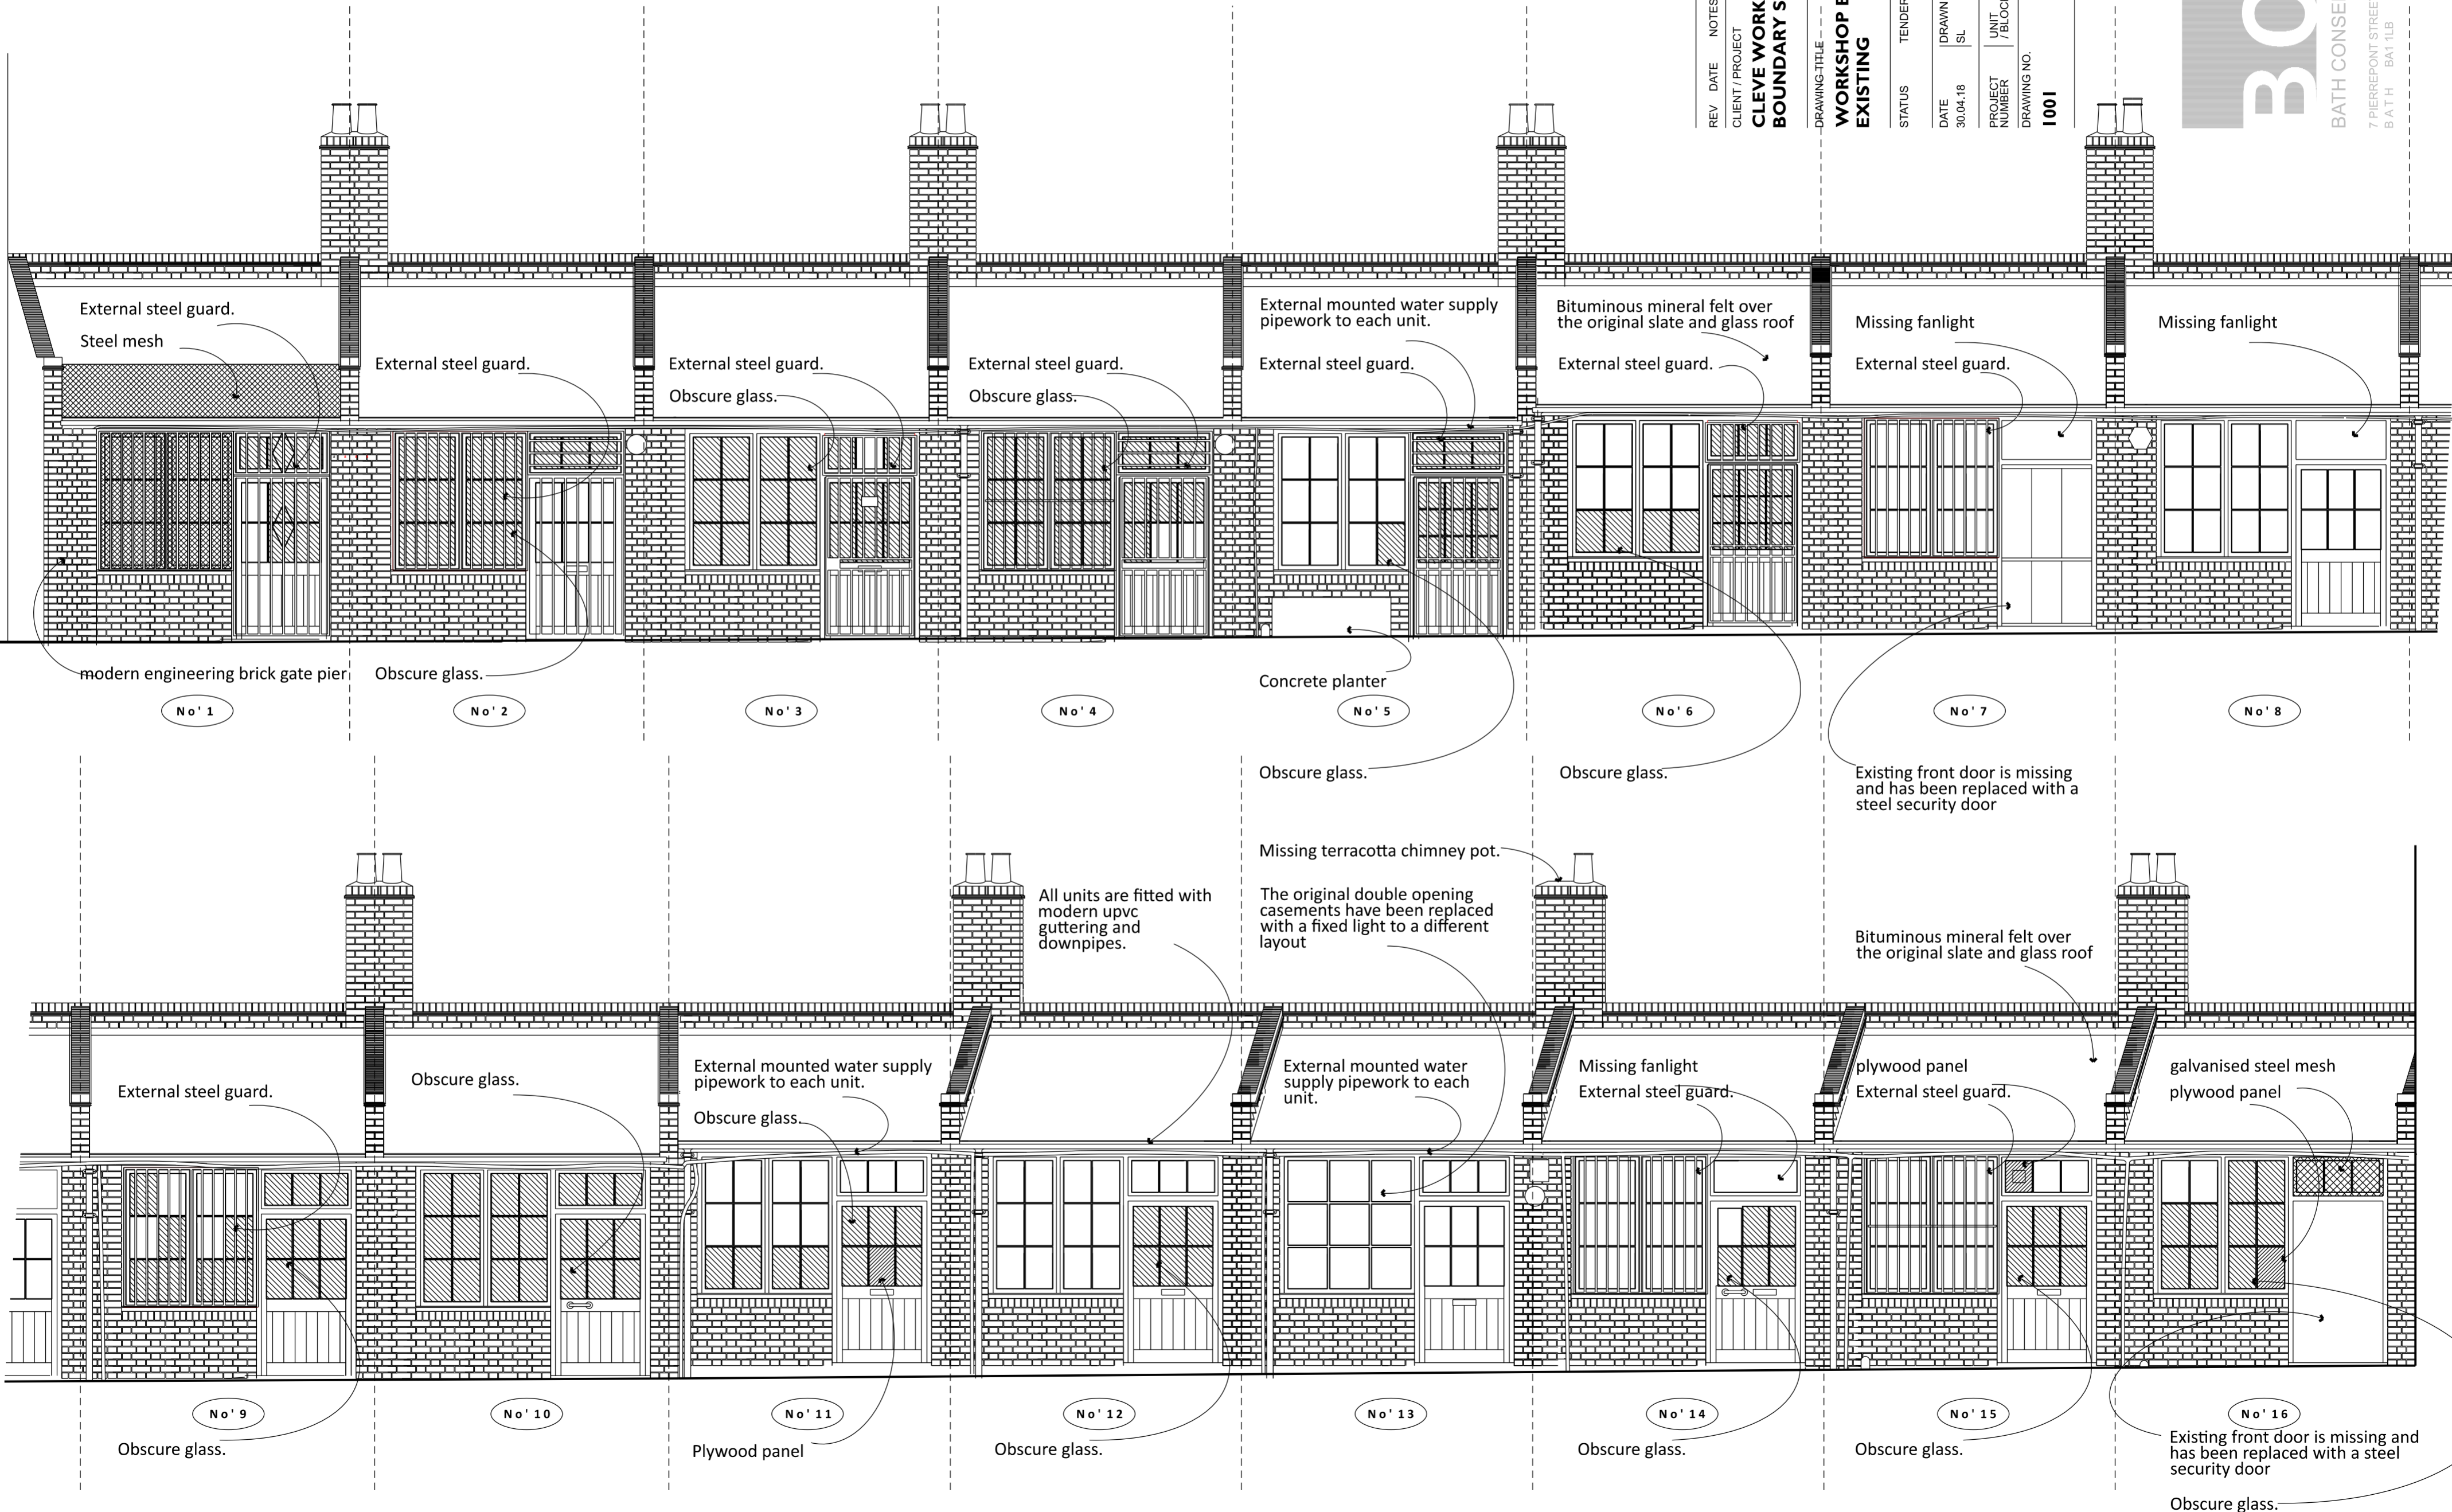 REV DATE NOTES
CLIENT / PROJECT
CLEVE WORK
BOUNDARY S
DRAWING TITLE
WORKSHOP
EXISTING
STATUS TENDER
DATE DRAWN
30.04.18 SL
PROJECT UNIT
NUMBER / BLOC
DRAWING NO.
1001
BC
BATH CONSE
7 PIERREPONT STREE
BATH BA1 1LB
External steel guard.
Steel mesh
External steel guard.
External steel guard.
Obscure glass.
External steel guard.
Obscure glass.
External mounted water supply
pipework to each unit.
External steel guard.
Bituminous mineral felt over
the original slate and glass roof
External steel guard.
Missing fanlight
External steel guard.
Missing fanlight
modern engineering brick gate pier
Obscure glass.
Concrete planter
No' 1
No' 2
No' 3
No' 4
No' 5
No' 6
No' 7
No' 8
Obscure glass.
Obscure glass.
Existing front door is missing
and has been replaced with a
steel security door
Missing terracotta chimney pot.
All units are fitted with
modern upvc
guttering and
downpipes.
The original double opening
casements have been replaced
with a fixed light to a different
layout
Bituminous mineral felt over
the original slate and glass roof
External steel guard.
Obscure glass.
External mounted water supply
pipework to each unit.
Obscure glass.
External mounted water
supply pipework to each
unit.
Missing fanlight
External steel guard.
plywood panel
External steel guard.
galvanised steel mesh
plywood panel
No' 9
No' 10
No' 11
No' 12
No' 13
No' 14
No' 15
No' 16
Obscure glass.
Plywood panel
Obscure glass.
Obscure glass.
Obscure glass.
Existing front door is missing and
has been replaced with a steel
security door
Obscure glass.